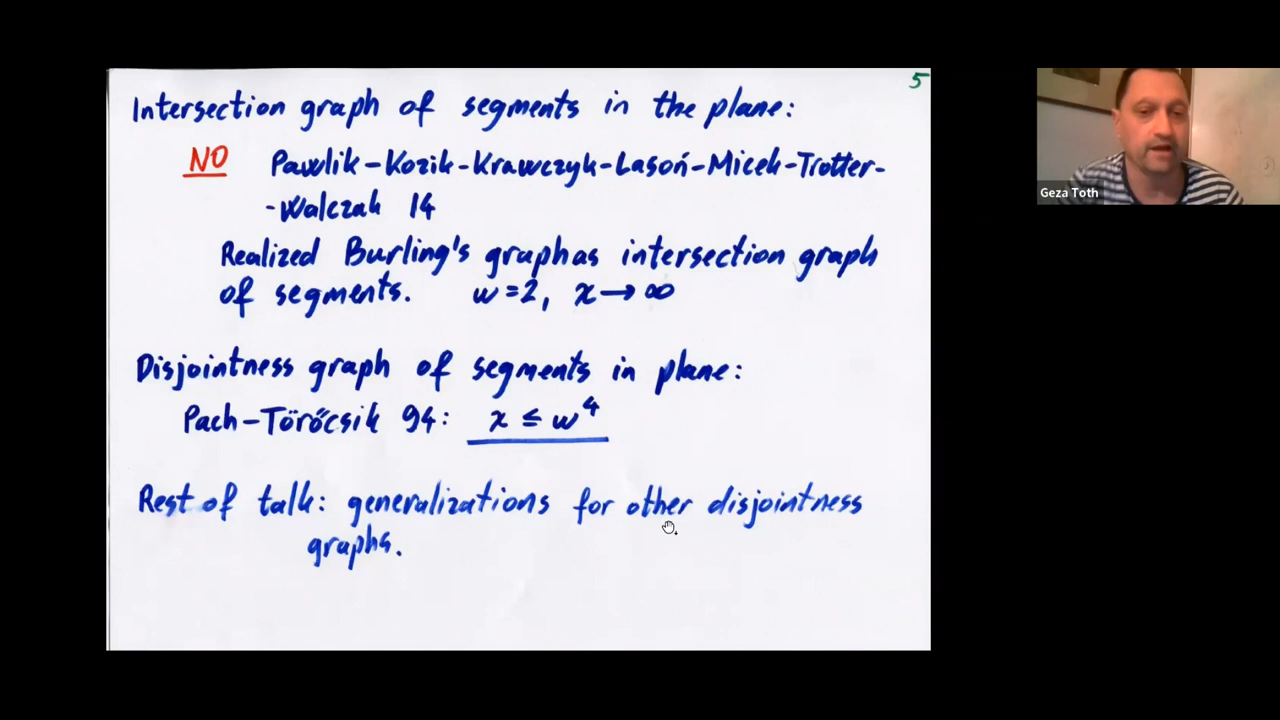 5
Intersection graph of segments in the plane:
NO Pawlik-Kozik-Krawczyk-Lasoń-Micek-Trotter-
-Walczak 14
Realized Burling's graph as intersection graph
of segments. w=2, χ→∞
Disjointness graph of segments in plane:
Pach-Törőcsik 94: χ ≤ w⁴
Rest of talk: generalizations for other disjointness
graphs.
Geza Toth